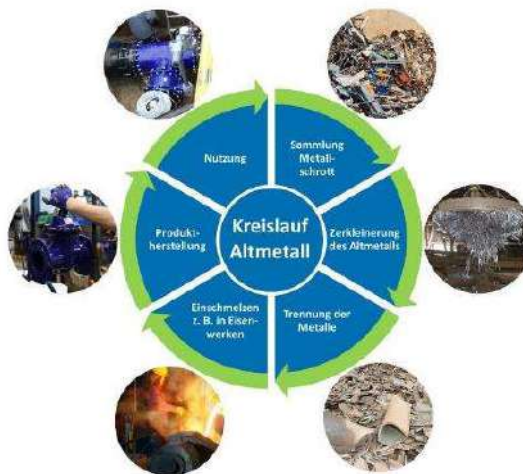 Kreislauf
Altmetall
Sammlung
Metall-
schrott
Zerkleinerung
des Altmetalls
Trennung der
Metalle
Einschmelzen
z. B. in Eisen-
werken
Produkt-
herstellung
Nutzung